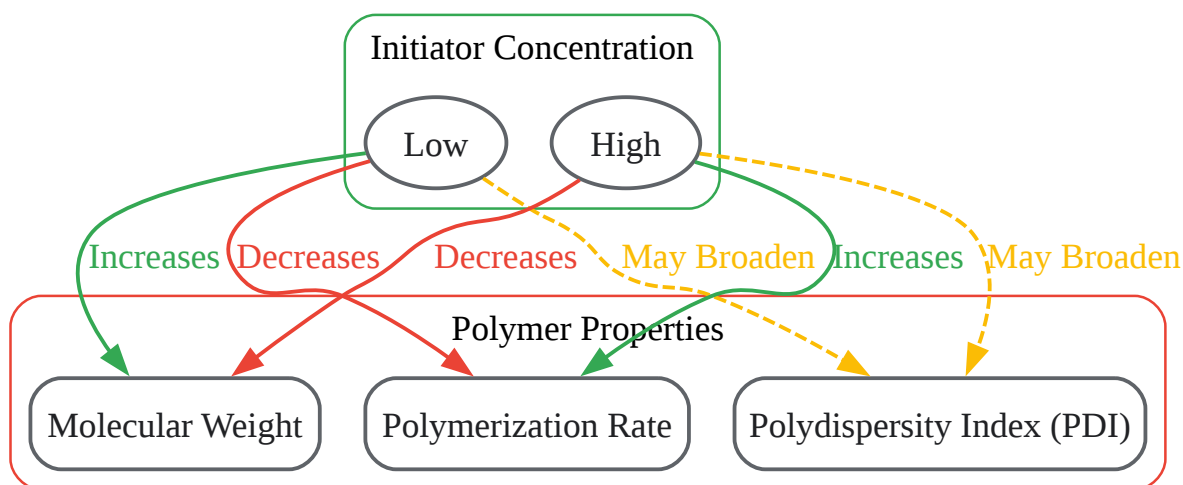 Initiator Concentration
Low
High
Increases
Decreases
Decreases
May Broaden
Increases
May Broaden
Polymer Properties
Molecular Weight
Polymerization Rate
Polydispersity Index (PDI)